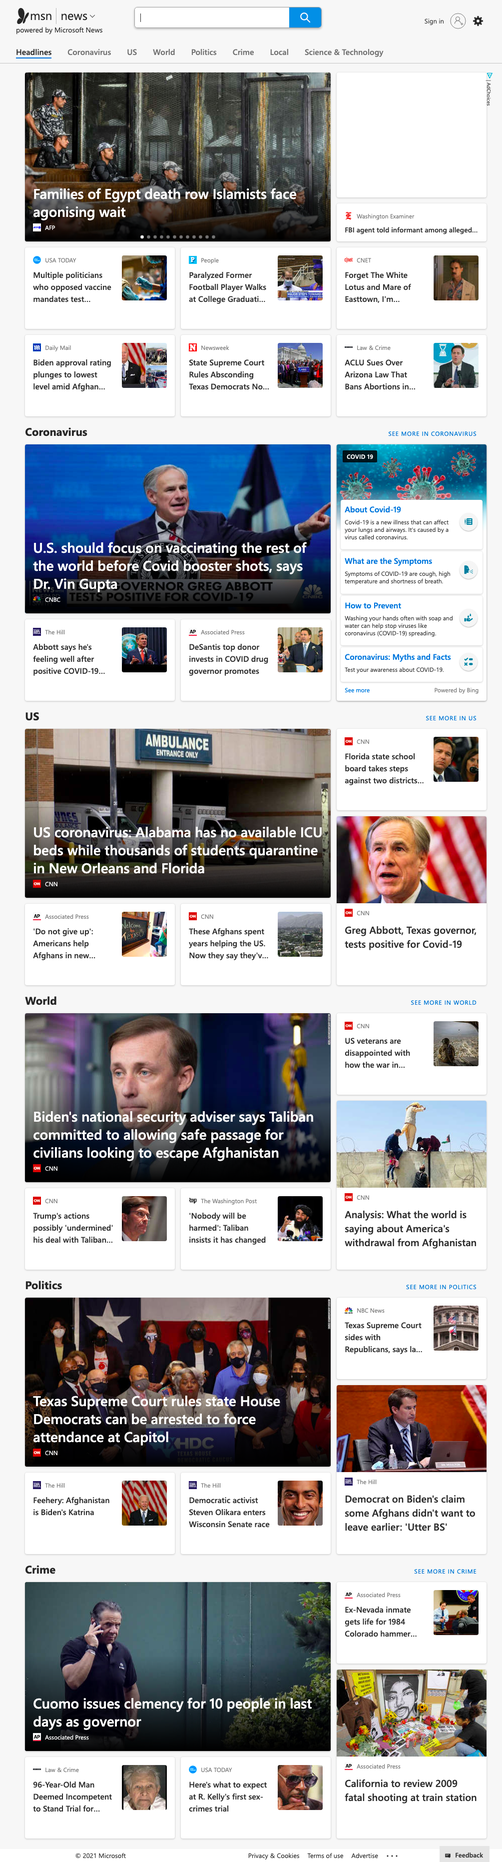 msn news
powered by Microsoft News
Sign in
Headlines Coronavirus US World Politics Crime Local Science & Technology
Families of Egypt death row Islamists face
agonising wait
AFP
AdChoices
Washington Examiner
FBI agent told informant among alleged...
USA TODAY
Multiple politicians
who opposed vaccine
mandates test...
People
Paralyzed Former
Football Player Walks
at College Graduati...
CNET
Forget The White
Lotus and Mare of
Easttown, I'm...
Daily Mail
Biden approval rating
plunges to lowest
level amid Afghan...
Newsweek
State Supreme Court
Rules Absconding
Texas Democrats No...
Law & Crime
ACLU Sues Over
Arizona Law That
Bans Abortions in...
Coronavirus
SEE MORE IN CORONAVIRUS
U.S. should focus on vaccinating the rest of
the world before Covid booster shots, says
Dr. Vin Gupta
GOVERNOR GREG ABBOTT
TESTS POSITIVE FOR COVID-19
CNBC
COVID 19
About Covid-19
Covid-19 is a new illness that can affect
your lungs and airways. It's caused by a
virus called coronavirus.
What are the Symptoms
Symptoms of COVID-19 are cough, high
temperature and shortness of breath.
How to Prevent
Washing your hands often with soap and
water can help stop viruses like
coronavirus (COVID-19) spreading.
Coronavirus: Myths and Facts
Test your awareness about COVID-19.
See more
Powered by Bing
The Hill
Abbott says he's
feeling well after
positive COVID-19...
Associated Press
DeSantis top donor
invests in COVID drug
governor promotes
US
SEE MORE IN US
AMBULANCE
ENTRANCE ONLY
US coronavirus: Alabama has no available ICU
beds while thousands of students quarantine
in New Orleans and Florida
CNN
CNN
Florida state school
board takes steps
against two districts...
CNN
Greg Abbott, Texas governor,
tests positive for Covid-19
Associated Press
'Do not give up':
Americans help
Afghans in new...
CNN
These Afghans spent
years helping the US.
Now they say they'v...
World
SEE MORE IN WORLD
Biden's national security adviser says Taliban
committed to allowing safe passage for
civilians looking to escape Afghanistan
CNN
CNN
US veterans are
disappointed with
how the war in...
CNN
Analysis: What the world is
saying about America's
withdrawal from Afghanistan
CNN
Trump's actions
possibly 'undermined'
his deal with Taliban...
The Washington Post
'Nobody will be
harmed': Taliban
insists it has changed
Politics
SEE MORE IN POLITICS
Texas Supreme Court rules state House
Democrats can be arrested to force
attendance at Capitol
HDC
CNN
NBC News
Texas Supreme Court
sides with
Republicans, says la...
The Hill
Democrat on Biden's claim
some Afghans didn't want to
leave earlier: 'Utter BS'
The Hill
Feehery: Afghanistan
is Biden's Katrina
The Hill
Democratic activist
Steven Olikara enters
Wisconsin Senate race
Crime
SEE MORE IN CRIME
Cuomo issues clemency for 10 people in last
days as governor
Associated Press
Associated Press
Ex-Nevada inmate
gets life for 1984
Colorado hammer...
Associated Press
California to review 2009
fatal shooting at train station
Law & Crime
96-Year-Old Man
Deemed Incompetent
to Stand Trial for...
USA TODAY
Here's what to expect
at R. Kelly's first sex-
crimes trial
© 2021 Microsoft
Privacy & Cookies Terms of use Advertise
Feedback